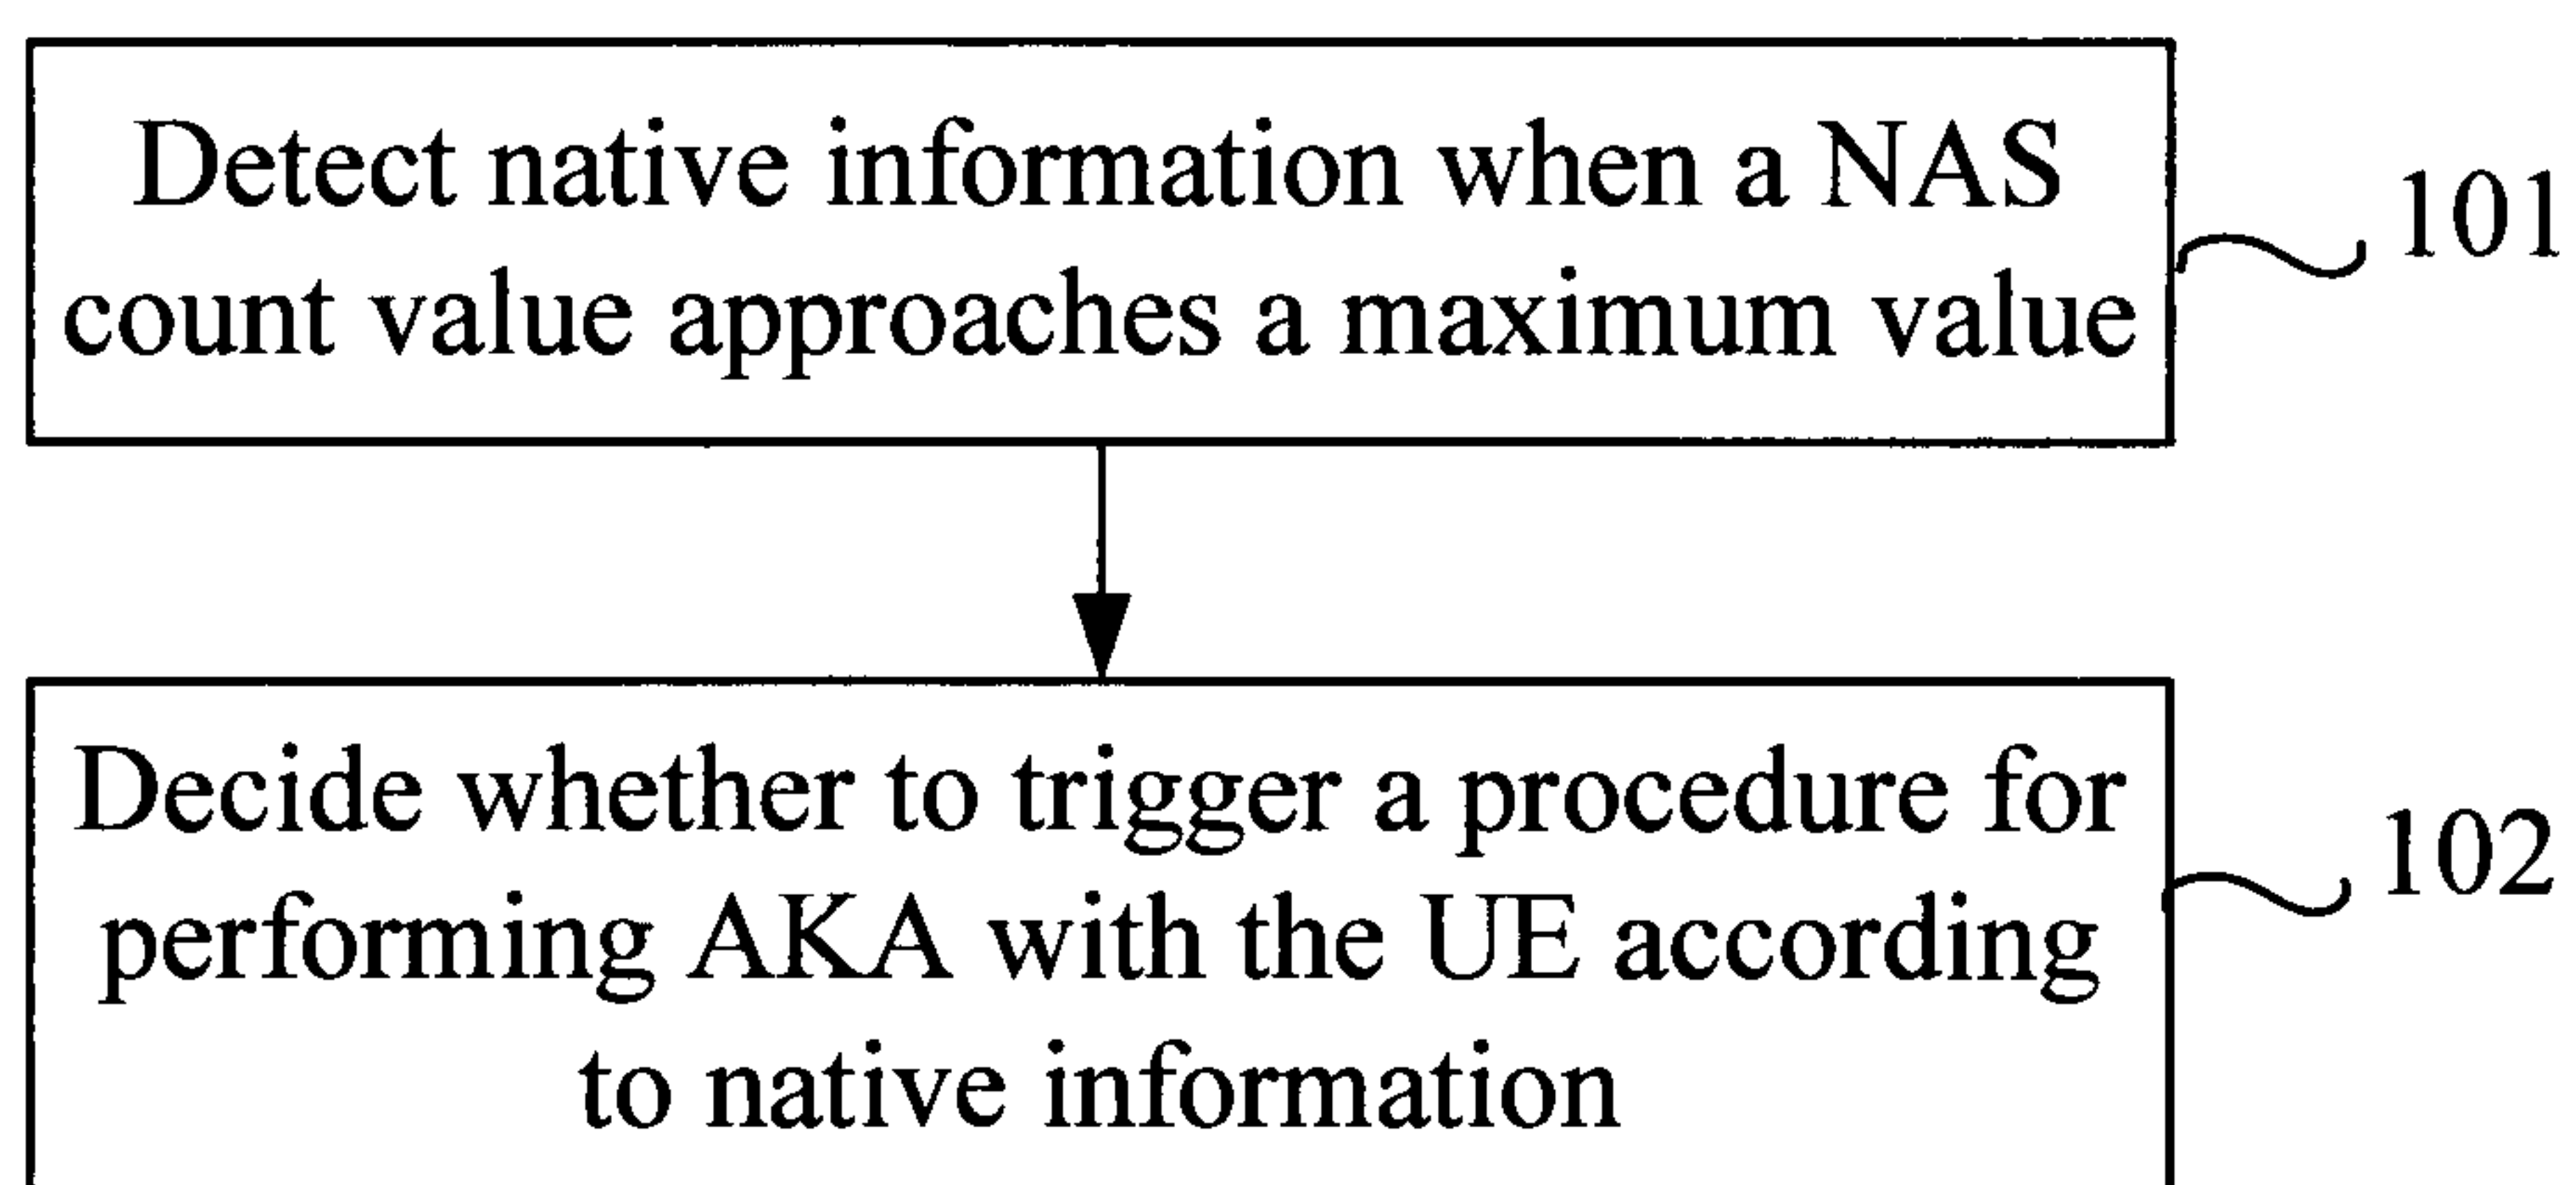 Detect native information when a NAS
count value approaches a maximum value
101
Decide whether to trigger a procedure for
performing AKA with the UE according
to native information
102